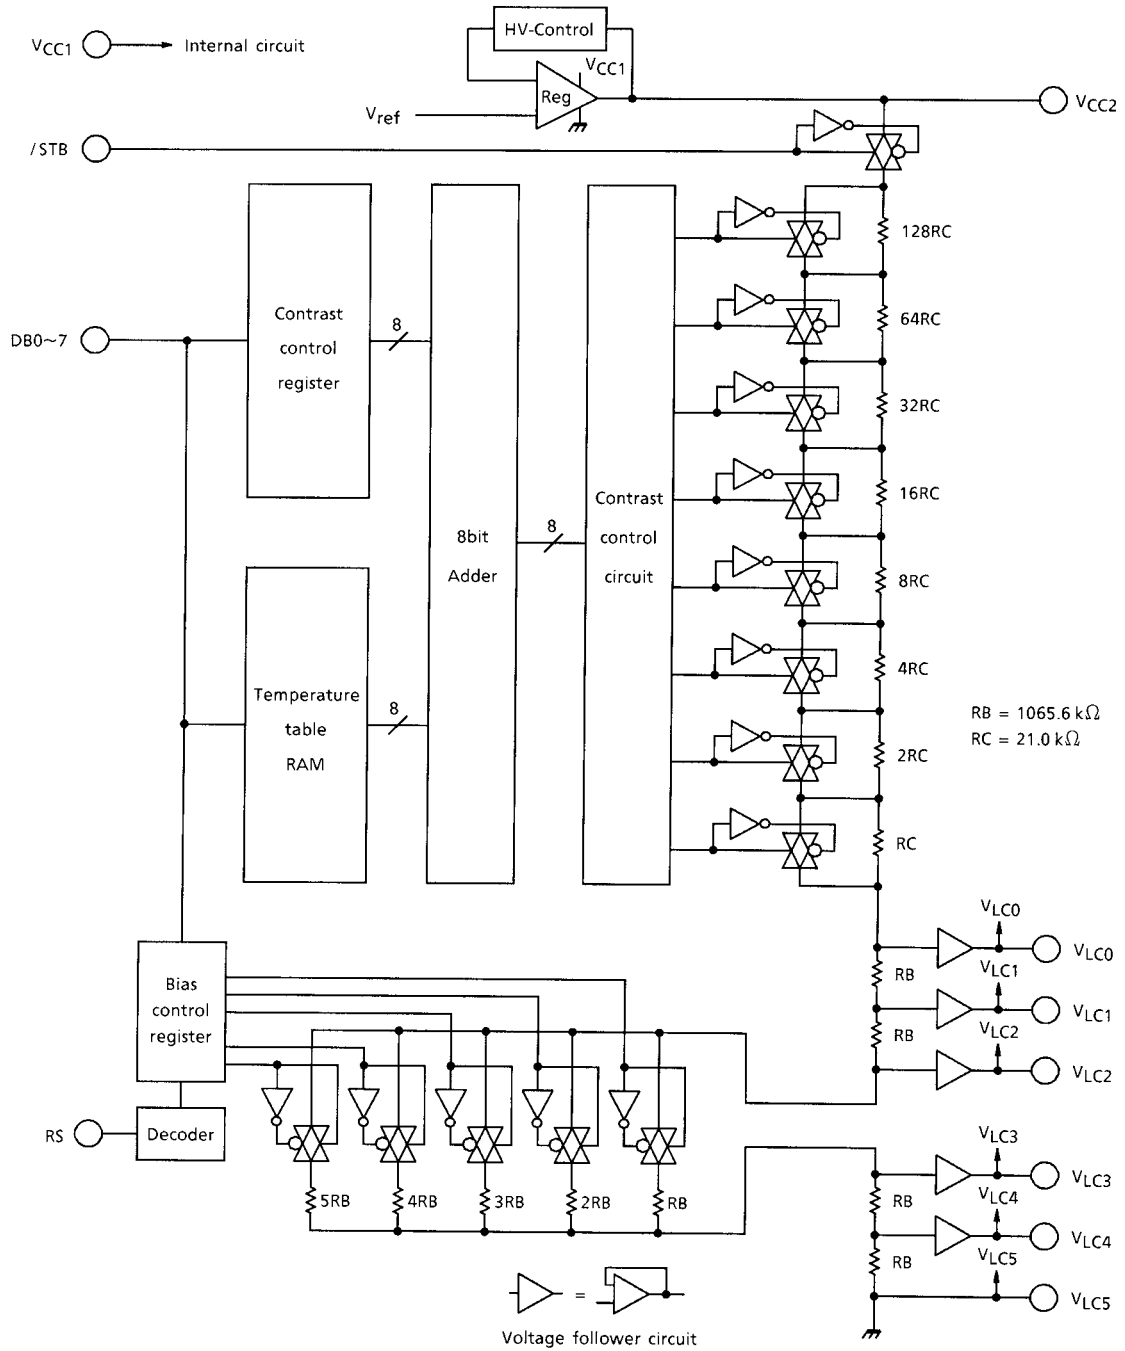 HV-Control
VCC1
Internal circuit
VCC1
Reg
Vref
VCC2
/STB
128RC
64RC
DB0~7
Contrast
control
register
8
32RC
16RC
8bit
Adder
8
Contrast
control
circuit
8RC
4RC
Temperature
table
RAM
8
RB = 1065.6 kΩ
RC = 21.0 kΩ
2RC
RC
VLC0
VLC0
Bias
control
register
RB
VLC1
VLC1
RB
VLC2
VLC2
RS
Decoder
VLC3
VLC3
5RB
4RB
3RB
2RB
RB
RB
VLC4
VLC4
RB
VLC5
VLC5
=
Voltage follower circuit